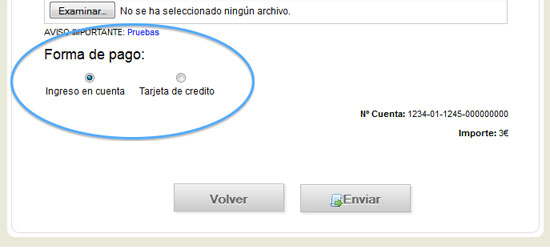 Examinar... No se ha seleccionado ningún archivo.
AVISO IMPORTANTE: Pruebas
Forma de pago:
Ingreso en cuenta Tarjeta de credito
Nº Cuenta: 1234-01-1245-000000000
Importe: 3€
Volver Enviar